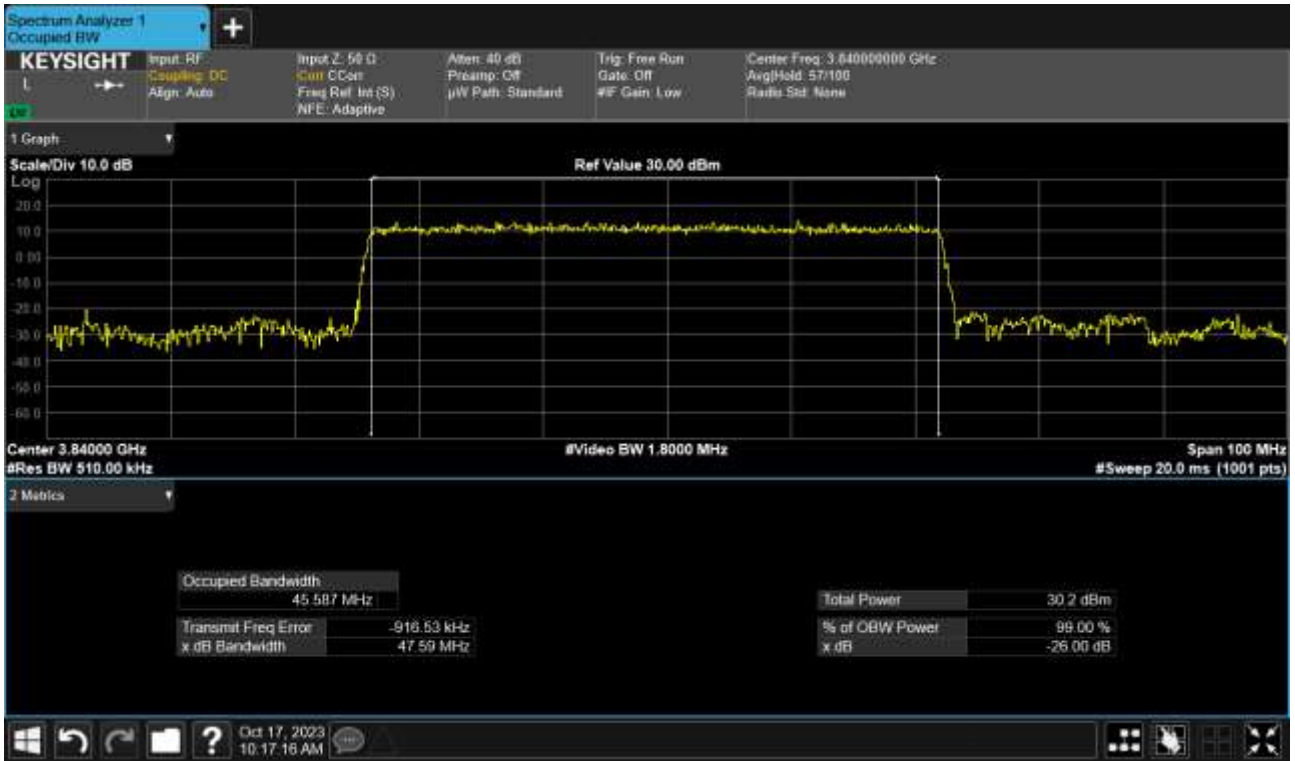 Spectrum Analyzer 1
Occupied BW
+
KEYSIGHT
L
Input: RF
Coupling: DC
Align: Auto
Input Z: 50 Ω
Corr CCorr
Freq Ref: Int (S)
NFE: Adaptive
Atten: 40 dB
Preamp: Off
µW Path: Standard
Trig: Free Run
Gate: Off
#IF Gain: Low
Center Freq: 3.840000000 GHz
Avg|Hold: 57/100
Radio Std: None
1 Graph
Scale/Div 10.0 dB
Ref Value 30.00 dBm
Log
20.0
10.0
0.00
-10.0
-20.0
-30.0
-40.0
-50.0
-60.0
Center 3.84000 GHz
#Video BW 1.8000 MHz
Span 100 MHz
#Res BW 510.00 kHz
#Sweep 20.0 ms (1001 pts)
2 Metrics
Occupied Bandwidth
45.587 MHz
Total Power 30.2 dBm
Transmit Freq Error -916.53 kHz
% of OBW Power 99.00 %
x dB Bandwidth 47.59 MHz
x dB -26.00 dB
?
Oct 17, 2023
10:17:16 AM